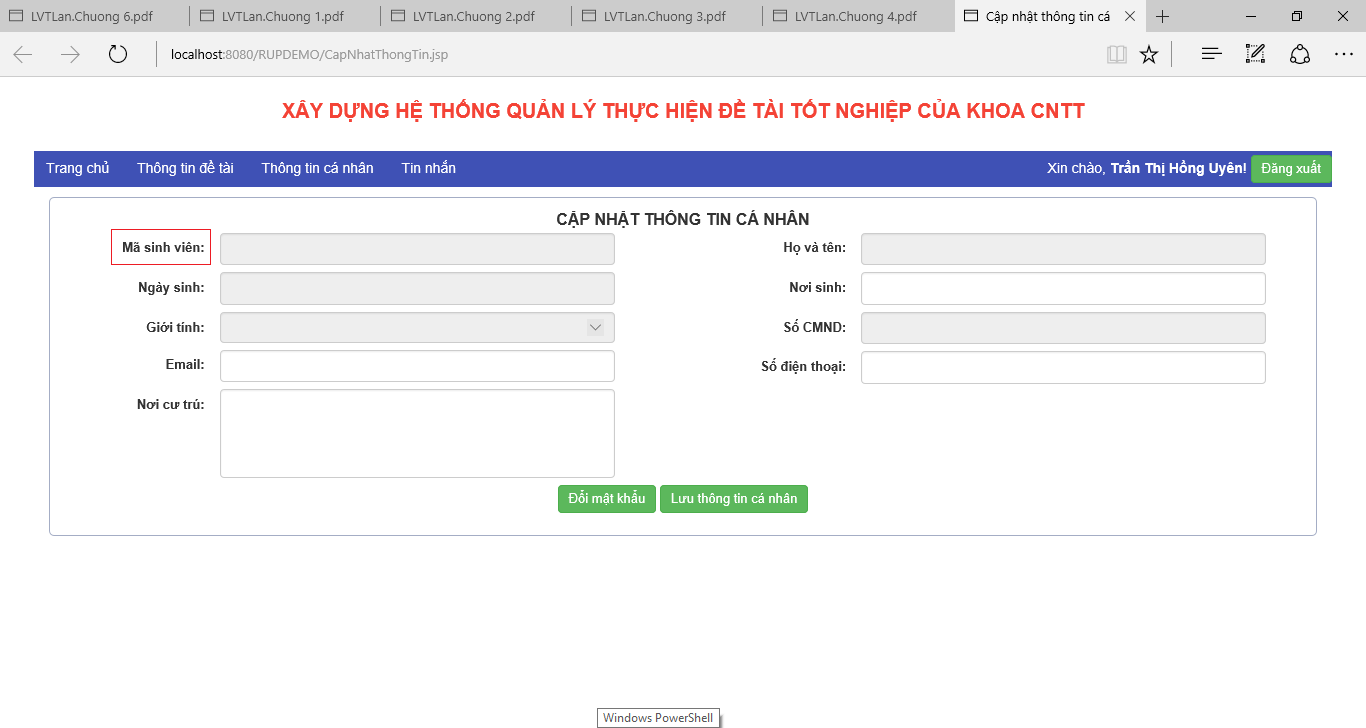 LVTLan.Chuong 6.pdf LVTLan.Chuong 1.pdf LVTLan.Chuong 2.pdf LVTLan.Chuong 3.pdf LVTLan.Chuong 4.pdf Cập nhật thông tin cá
localhost:8080/RUPDEMO/CapNhatThongTin.jsp
XÂY DỰNG HỆ THỐNG QUẢN LÝ THỰC HIỆN ĐỀ TÀI TỐT NGHIỆP CỦA KHOA CNTT
Trang chủ Thông tin đề tài Thông tin cá nhân Tin nhắn Xin chào, Trần Thị Hồng Uyên! Đăng xuất
CẬP NHẬT THÔNG TIN CÁ NHÂN
Mã sinh viên: Họ và tên:
Ngày sinh: Nơi sinh:
Giới tính: Số CMND:
Email: Số điện thoại:
Nơi cư trú:
Đổi mật khẩu Lưu thông tin cá nhân
Windows PowerShell